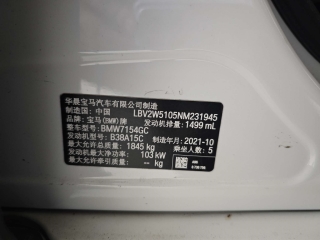 华晨宝马汽车有限公司制造
制造国：中国 LBV2W5105NM231945
品牌：宝马(BMW)牌 发动机排量：1499 mL
整车型号：BMW7154GC
发动机型号：B38A15C 制造年月：2021-10
最大允许总质量：1845 kg 乘坐人数：5
发动机最大净功率：103 kW
最大允许牵引质量：-- kg